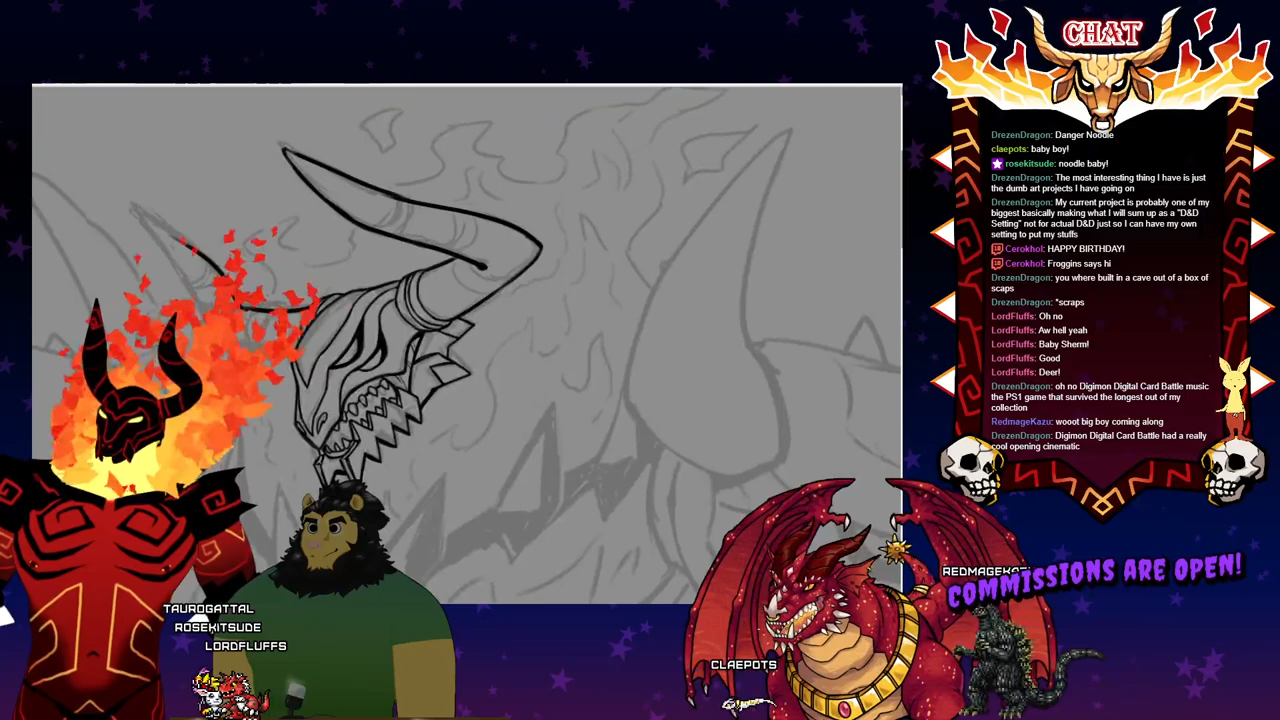 CHAT
DrezenDragon: Danger Noodle
claepots: baby boy!
rosekitsude: noodle baby!
DrezenDragon: The most interesting thing I have is just
the dumb art projects I have going on
DrezenDragon: My current project is probably one of my
biggest basically making what I will sum up as a "D&D
Setting" not for actual D&D just so I can have my own
setting to put my stuffs
Cerokhol: HAPPY BIRTHDAY!
Cerokhol: Froggins says hi
DrezenDragon: you where built in a cave out of a box of
scaps
DrezenDragon: *scraps
LordFluffs: Oh no
LordFluffs: Aw hell yeah
LordFluffs: Baby Sherm!
LordFluffs: Good
LordFluffs: Deer!
DrezenDragon: oh no Digimon Digital Card Battle music
the PS1 game that survived the longest out of my
collection
RedmageKazu: wooot big boy coming along
DrezenDragon: Digimon Digital Card Battle had a really
cool opening cinematic
COMMISSIONS ARE OPEN!
TAUROGATTAL
ROSEKITSUDE
LORDFLUFFS
CLAEPOTS